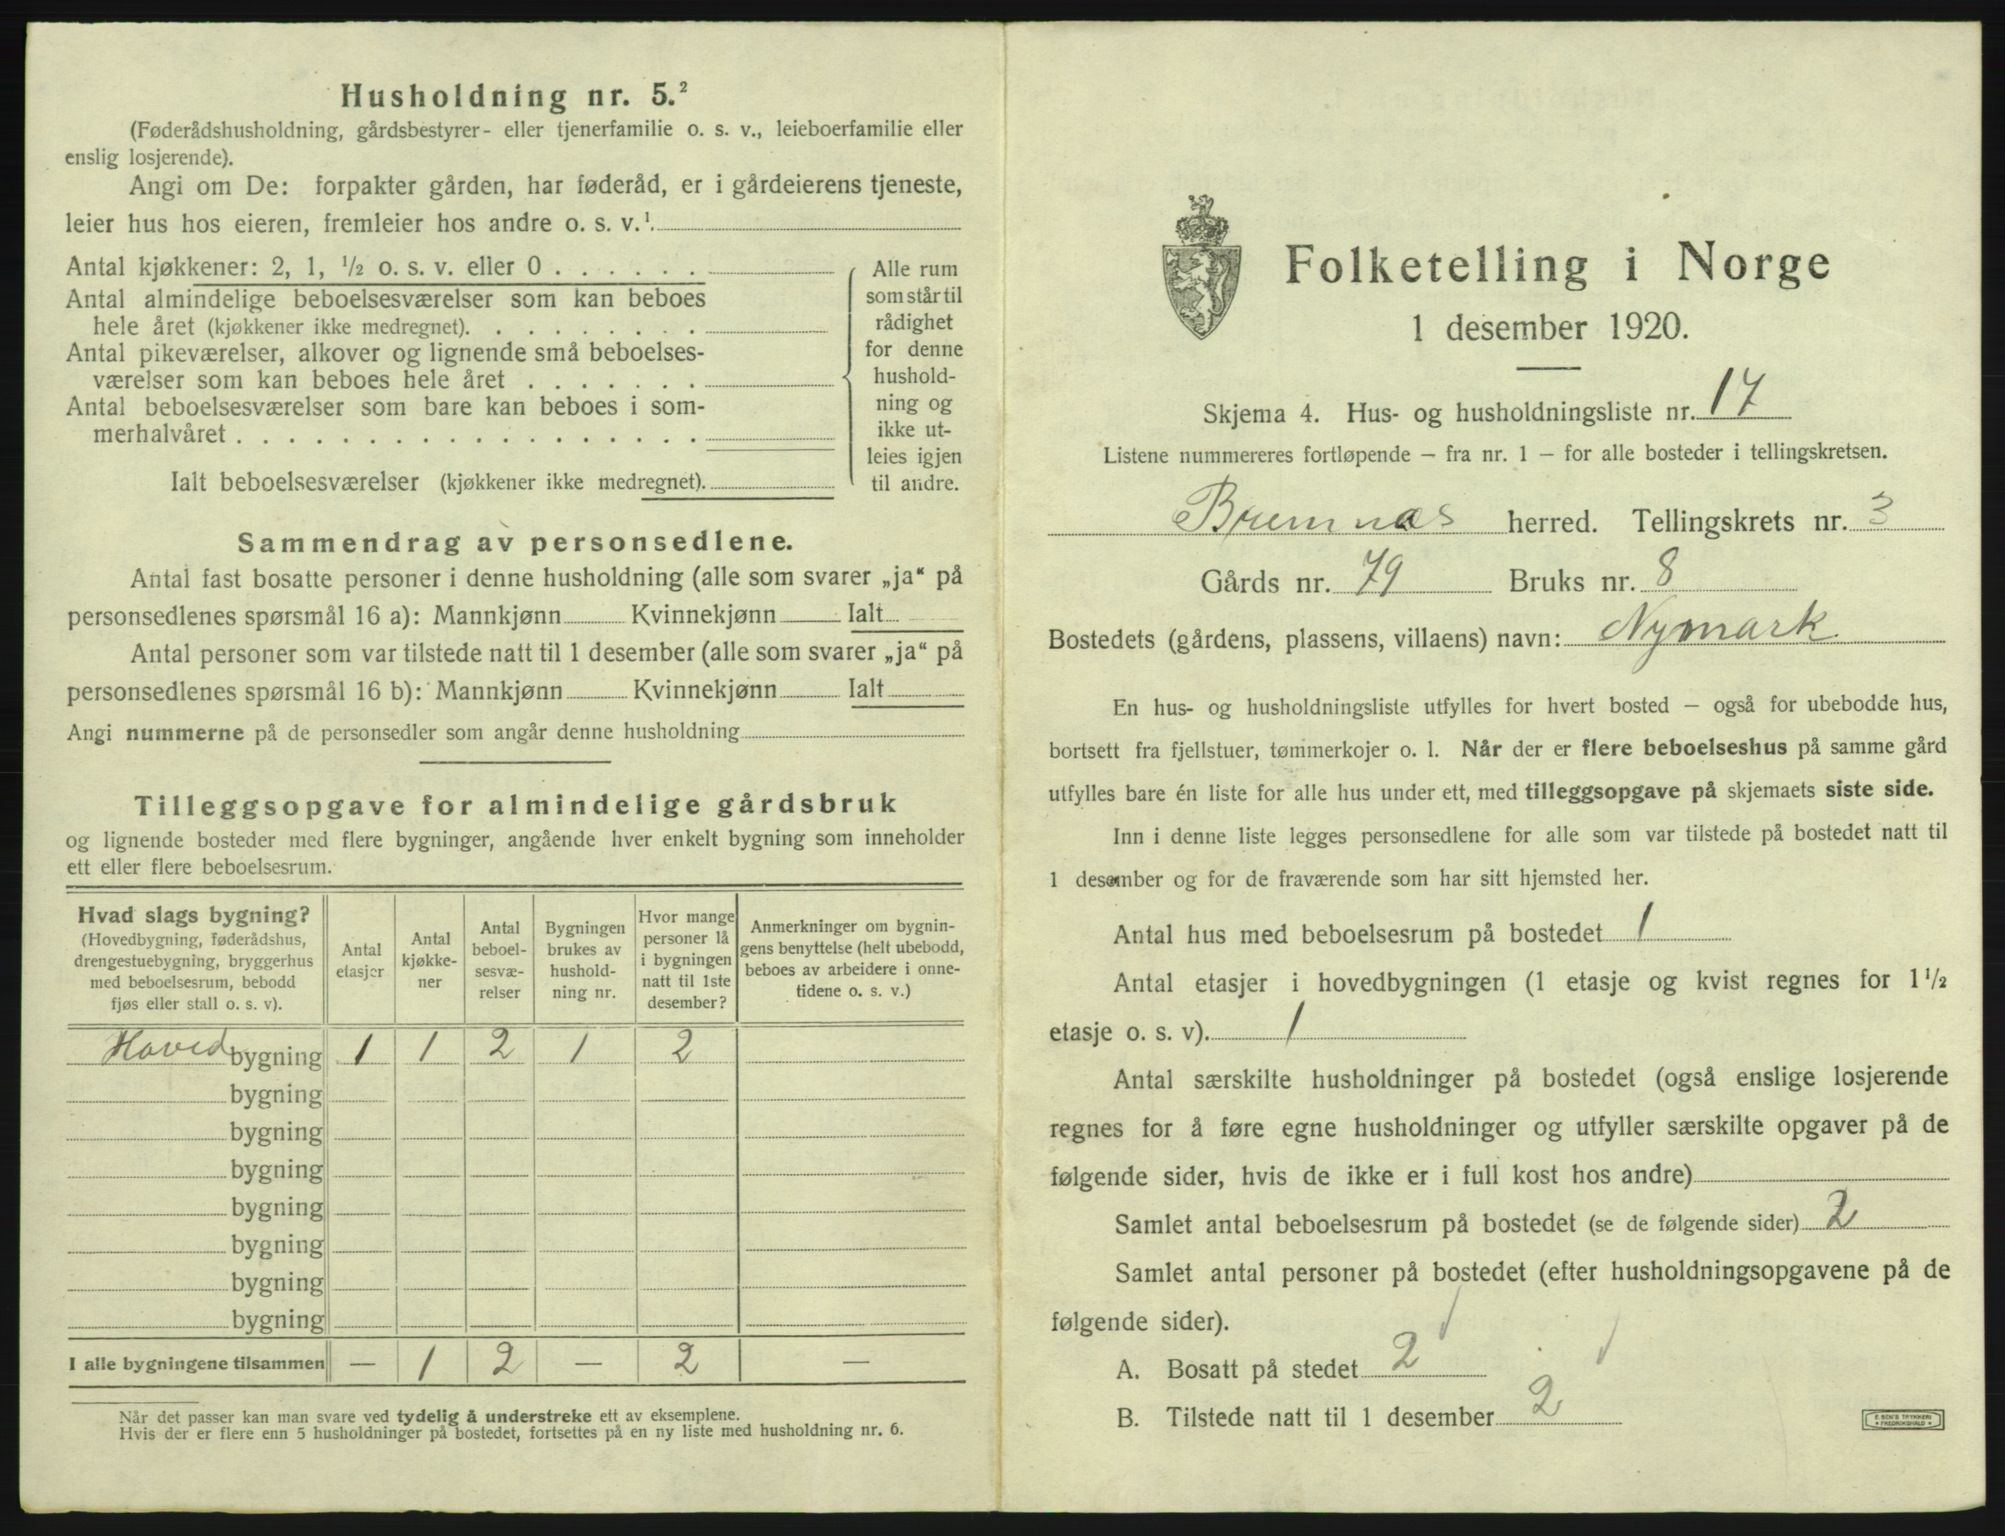 Husholdning nr. 5.²
(Føderådshusholdning, gårdsbestyrer- eller tjenerfamilie o. s. v., leieboerfamilie eller
enslig losjerende).
Angi om De: forpakter gården, har føderåd, er i gårdeierens tjeneste,
leier hus hos eieren, fremleier hos andre o. s. v.¹
Antal kjøkkener: 2, 1, ½ o. s. v. eller 0 . . . . . .
Antal almindelige beboelsesværelser som kan beboes
hele året (kjøkkener ikke medregnet). . . . . . . . .
Antal pikeværelser, alkover og lignende små beboelses-
værelser som kan beboes hele året . . . . . . .
Antal beboelsesværelser som bare kan beboes i som-
merhalvåret . . . . . . . . . . . . . . . . . .
Ialt beboelsesværelser (kjøkkener ikke medregnet).
Alle rum
som står til
rådighet
for denne
hushold-
ning og
ikke ut-
leies igjen
til andre.
Sammendrag av personsedlene.
Antal fast bosatte personer i denne husholdning (alle som svarer „ja“ på
personsedlenes spørsmål 16 a): Mannkjønn Kvinnekjønn Ialt
Antal personer som var tilstede natt til 1 desember (alle som svarer „ja“ på
personsedlenes spørsmål 16 b): Mannkjønn Kvinnekjønn Ialt
Angi nummerne på de personsedler som angår denne husholdning
Tilleggsopgave for almindelige gårdsbruk
og lignende bosteder med flere bygninger, angående hver enkelt bygning som inneholder
ett eller flere beboelsesrum.
Hvad slags bygning?
(Hovedbygning, føderådshus,
drengestuebygning, bryggerhus
med beboelsesrum, bebodd
fjøs eller stall o. s. v).
Antal
etasjer
Antal
kjøkke-
ner
Antal
beboel-
sesvæ-
relser
Bygningen
brukes av
hushold-
ning nr.
Hvor mange
personer lå
i bygningen
natt til 1ste
desember?
Anmerkninger om bygnin-
gens benyttelse (helt ubebodd,
beboes av arbeidere i onne-
tidene o. s. v.)
Hoved bygning 1 1 2 1 2
bygning
bygning
bygning
bygning
bygning
bygning
bygning
I alle bygningene tilsammen — 1 2 — 2 —
Når det passer kan man svare ved tydelig å understreke ett av eksemplene.
Hvis der er flere enn 5 husholdninger på bostedet, fortsettes på en ny liste med husholdning nr. 6.
Folketelling i Norge
1 desember 1920.
Skjema 4. Hus- og husholdningsliste nr. 17
Listene nummereres fortløpende – fra nr. 1 – for alle bosteder i tellingskretsen.
Bremnæs herred. Tellingskrets nr. 3
Gårds nr. 79 Bruks nr. 8
Bostedets (gårdens, plassens, villaens) navn: Nymark
En hus- og husholdningsliste utfylles for hvert bosted – også for ubebodde hus,
bortsett fra fjellstuer, tømmerkojer o. l. Når der er flere beboelseshus på samme gård
utfylles bare én liste for alle hus under ett, med tilleggsopgave på skjemaets siste side.
Inn i denne liste legges personsedlene for alle som var tilstede på bostedet natt til
1 desember og for de fraværende som har sitt hjemsted her.
Antal hus med beboelsesrum på bostedet 1
Antal etasjer i hovedbygningen (1 etasje og kvist regnes for 1½
etasje o. s. v). 1
Antal særskilte husholdninger på bostedet (også enslige losjerende
regnes for å føre egne husholdninger og utfyller særskilte opgaver på de
følgende sider, hvis de ikke er i full kost hos andre)
Samlet antal beboelsesrum på bostedet (se de følgende sider) 2
Samlet antal personer på bostedet (efter husholdningsopgavene på de
følgende sider).
A. Bosatt på stedet 2
B. Tilstede natt til 1 desember 2
E. SEM'S TRYKKERI
FREDRIKSHALD